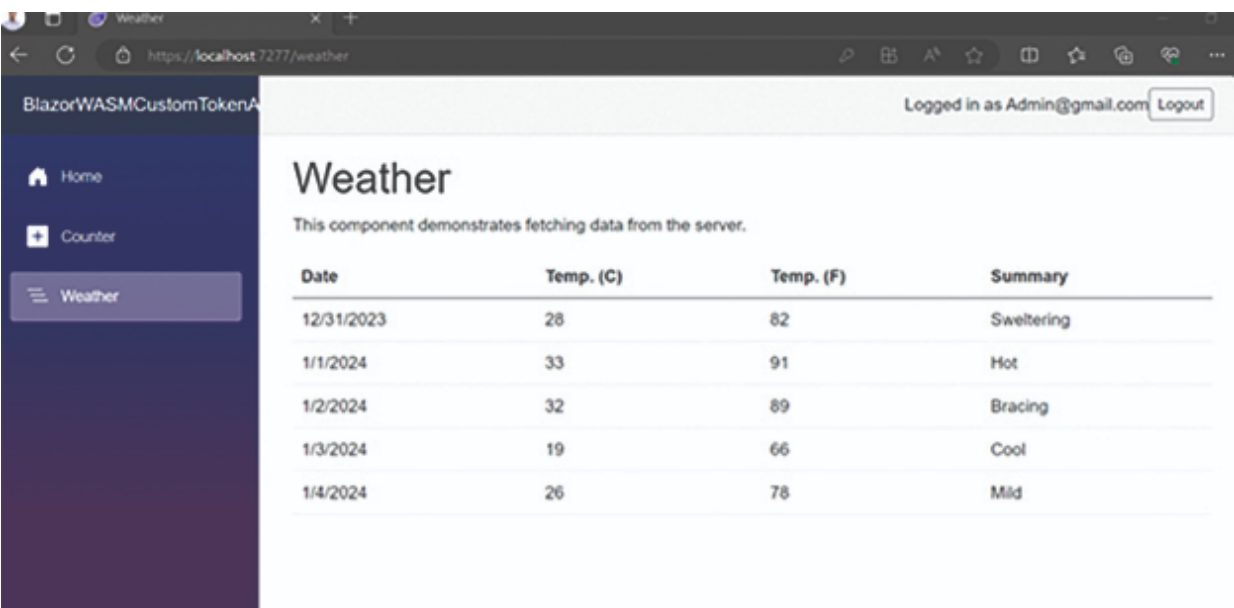 Weather
https://localhost:7277/weather
BlazorWASMCustomTokenA
Logged in as Admin@gmail.com Logout
Home
Counter
Weather
Weather
This component demonstrates fetching data from the server.
Date Temp. (C) Temp. (F) Summary
12/31/2023 28 82 Sweltering
1/1/2024 33 91 Hot
1/2/2024 32 89 Bracing
1/3/2024 19 66 Cool
1/4/2024 26 78 Mild